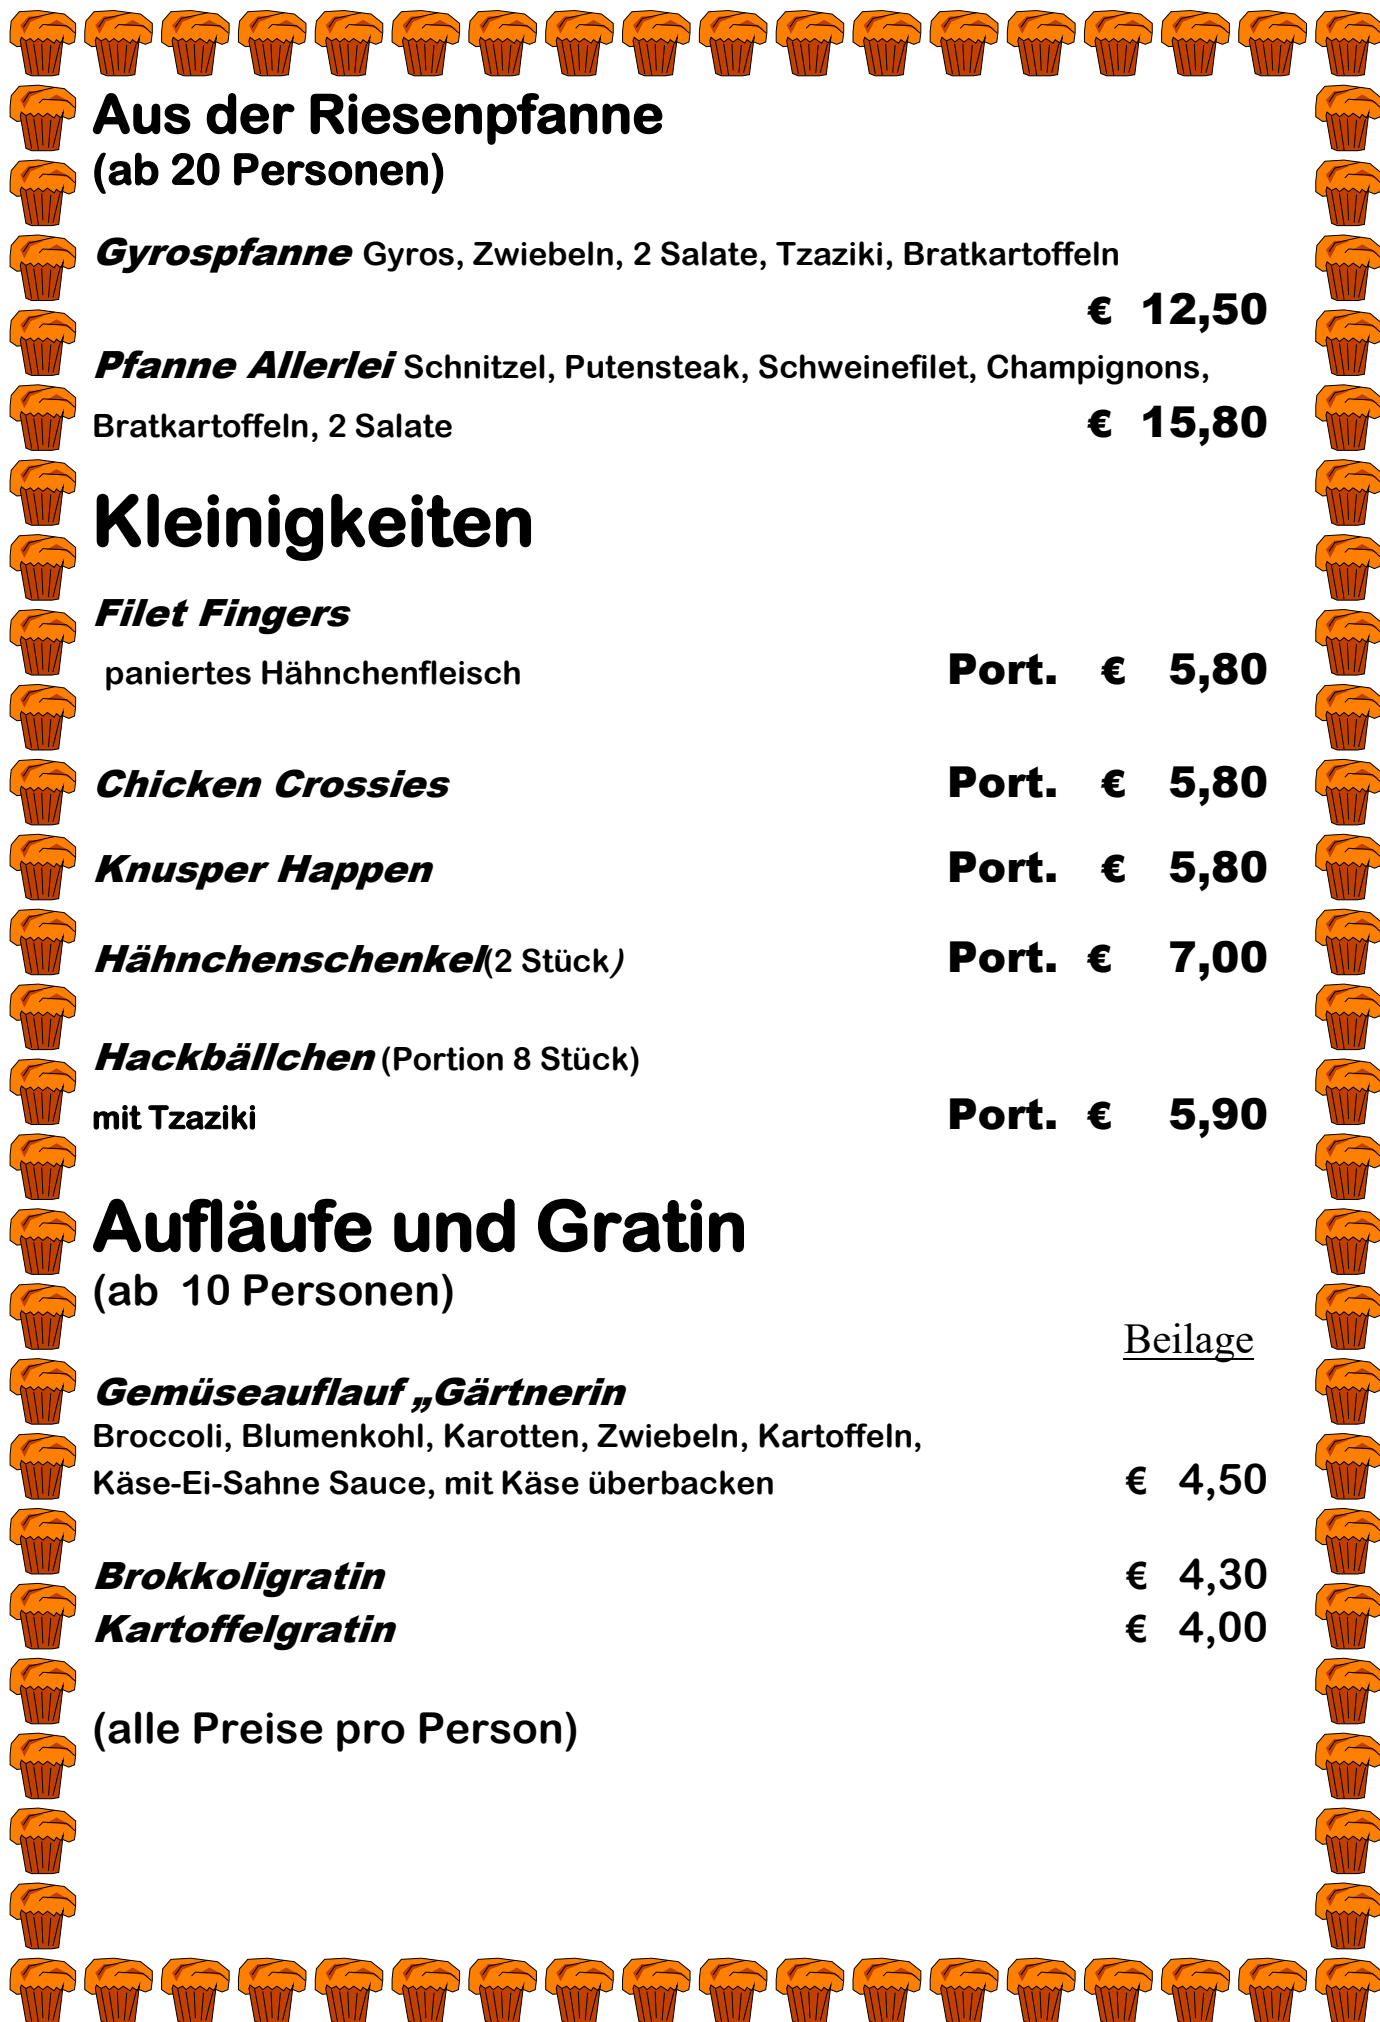 Aus der Riesenpfanne
(ab 20 Personen)
Gyrospfanne Gyros, Zwiebeln, 2 Salate, Tzaziki, Bratkartoffeln
€ 12,50
Pfanne Allerlei Schnitzel, Putensteak, Schweinefilet, Champignons,
Bratkartoffeln, 2 Salate € 15,80
Kleinigkeiten
Filet Fingers
paniertes Hähnchenfleisch Port. € 5,80
Chicken Crossies Port. € 5,80
Knusper Happen Port. € 5,80
Hähnchenschenkel(2 Stück) Port. € 7,00
Hackbällchen (Portion 8 Stück)
mit Tzaziki Port. € 5,90
Aufläufe und Gratin
(ab 10 Personen)
Beilage
Gemüseauflauf „Gärtnerin
Broccoli, Blumenkohl, Karotten, Zwiebeln, Kartoffeln,
Käse-Ei-Sahne Sauce, mit Käse überbacken € 4,50
Brokkoligratin € 4,30
Kartoffelgratin € 4,00
(alle Preise pro Person)